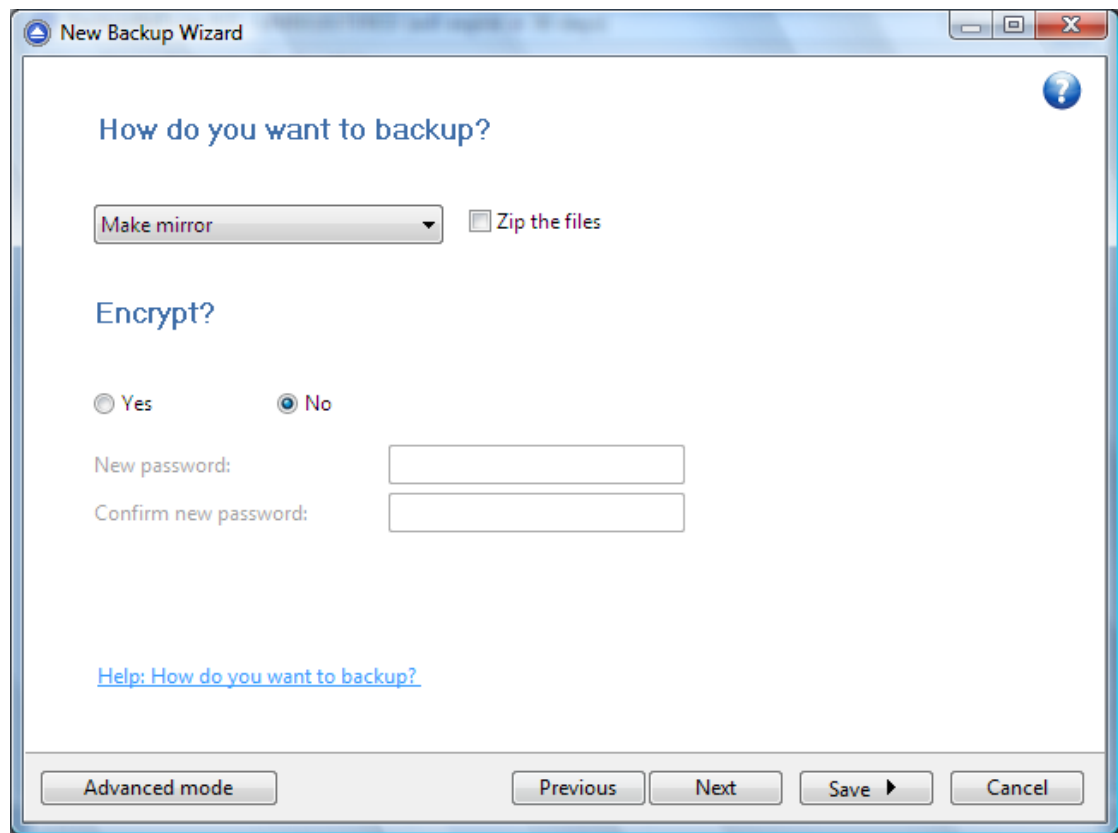 New Backup Wizard
How do you want to backup?
Make mirror
Zip the files
Encrypt?
Yes
No
New password:
Confirm new password:
Help: How do you want to backup?
Advanced mode
Previous
Next
Save
Cancel